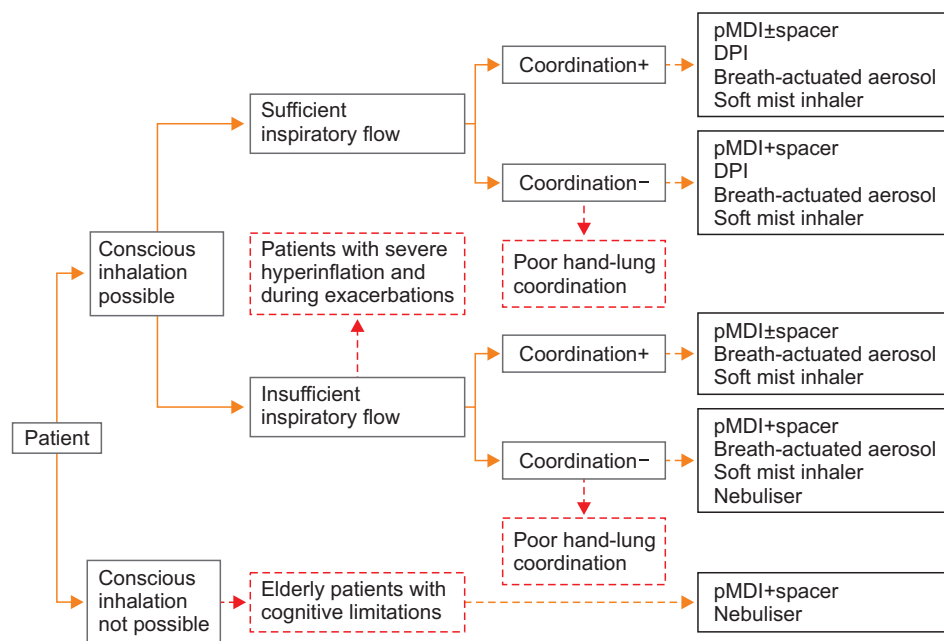 Patient
Conscious
inhalation
possible
Conscious
inhalation
not possible
Sufficient
inspiratory flow
Patients with severe
hyperinflation and
during exacerbations
Insufficient
inspiratory flow
Elderly patients with
cognitive limitations
Coordination+
Coordination−
Poor hand-lung
coordination
Coordination+
Coordination−
Poor hand-lung
coordination
pMDI±spacer
DPI
Breath-actuated aerosol
Soft mist inhaler
pMDI+spacer
DPI
Breath-actuated aerosol
Soft mist inhaler
pMDI±spacer
Breath-actuated aerosol
Soft mist inhaler
pMDI+spacer
Breath-actuated aerosol
Soft mist inhaler
Nebuliser
pMDI+spacer
Nebuliser